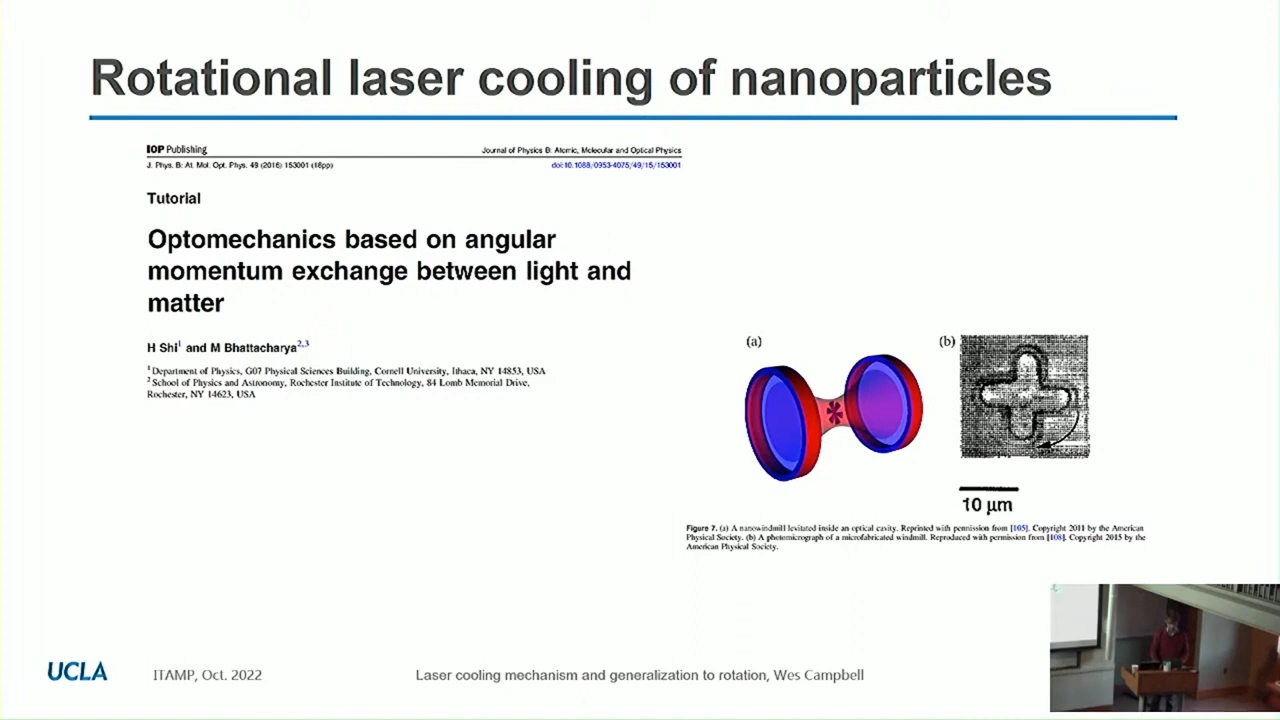 Rotational laser cooling of nanoparticles
IOP Publishing
Journal of Physics B: Atomic, Molecular and Optical Physics
J. Phys. B: At. Mol. Opt. Phys. 49 (2016) 153001 (18pp)
doi:10.1088/0953-4075/49/15/153001
Tutorial
Optomechanics based on angular
momentum exchange between light and
matter
H Shi1 and M Bhattacharya2,3
1 Department of Physics, G07 Physical Sciences Building, Cornell University, Ithaca, NY 14853, USA
2 School of Physics and Astronomy, Rochester Institute of Technology, 84 Lomb Memorial Drive,
Rochester, NY 14623, USA
(a)
(b)
10 μm
Figure 7. (a) A nanowindmill levitated inside an optical cavity. Reprinted with permission from [105]. Copyright 2011 by the American
Physical Society. (b) A photomicrograph of a microfabricated windmill. Reproduced with permission from [108]. Copyright 2015 by the
American Physical Society.
UCLA
ITAMP, Oct. 2022
Laser cooling mechanism and generalization to rotation, Wes Campbell